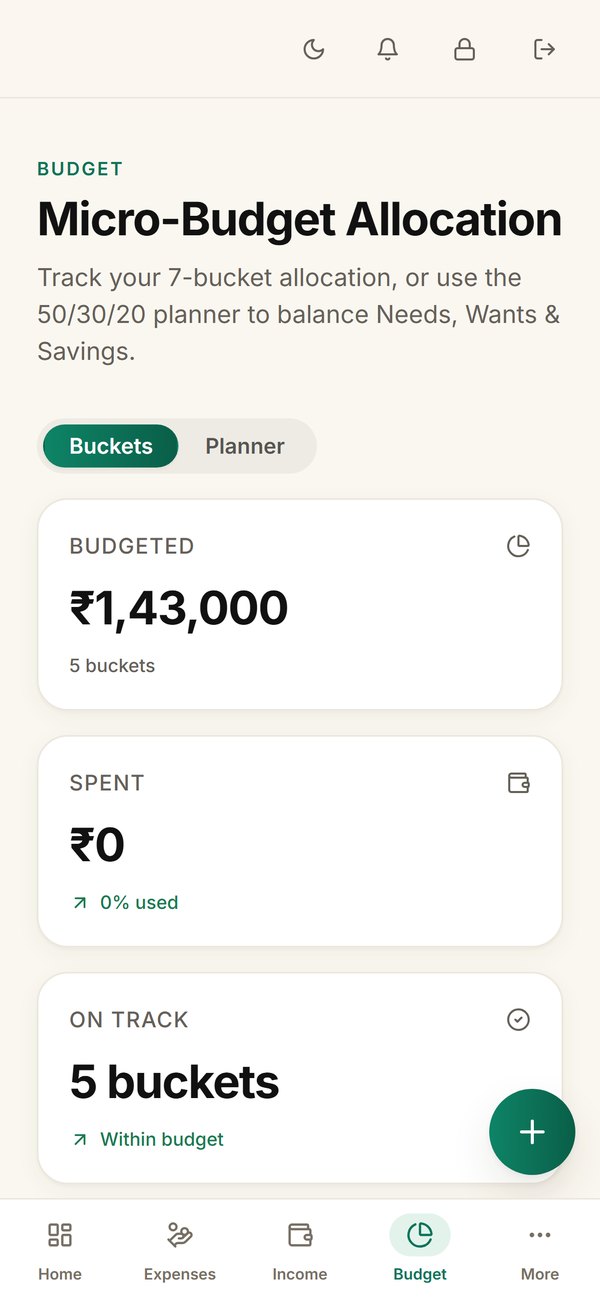 BUDGET
Micro-Budget Allocation
Track your 7-bucket allocation, or use the
50/30/20 planner to balance Needs, Wants &
Savings.
Buckets
Planner
BUDGETED
₹1,43,000
5 buckets
SPENT
₹0
0% used
ON TRACK
5 buckets
Within budget
Home
Expenses
Income
Budget
More